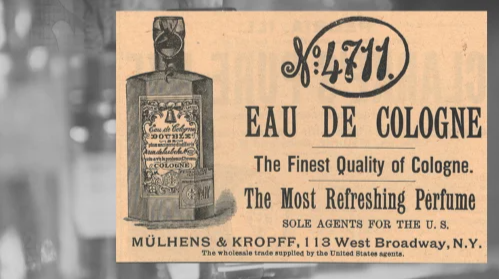 No: 4711.
EAU DE COLOGNE
The Finest Quality of Cologne.
The Most Refreshing Perfume
SOLE AGENTS FOR THE U. S.
MÜLHENS & KROPFF, 113 West Broadway, N.Y.
The wholesale trade supplied by the United States agents.
Eau de Cologne
DOUBLE
COLOGNE